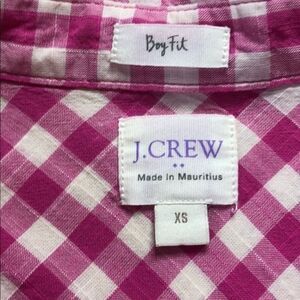 Boy Fit
J.CREW
Made In Mauritius
XS